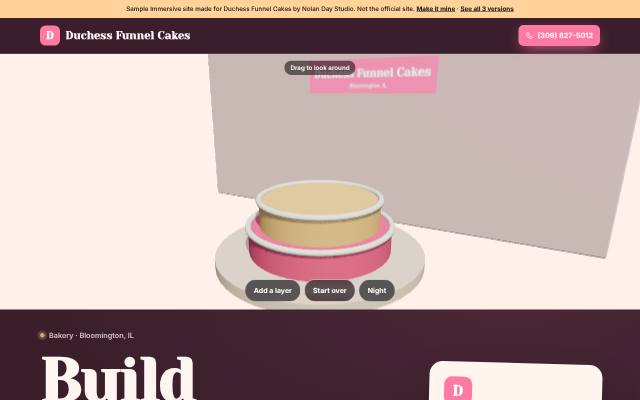 Sample Immersive site made for Duchess Funnel Cakes by Nolan Day Studio. Not the official site. Make it mine · See all 3 versions
D Duchess Funnel Cakes
(309) 827-5012
Drag to look around
Duchess Funnel Cakes
Bloomington, IL
Add a layer
Start over
Night
Bakery · Bloomington, IL
Build
D